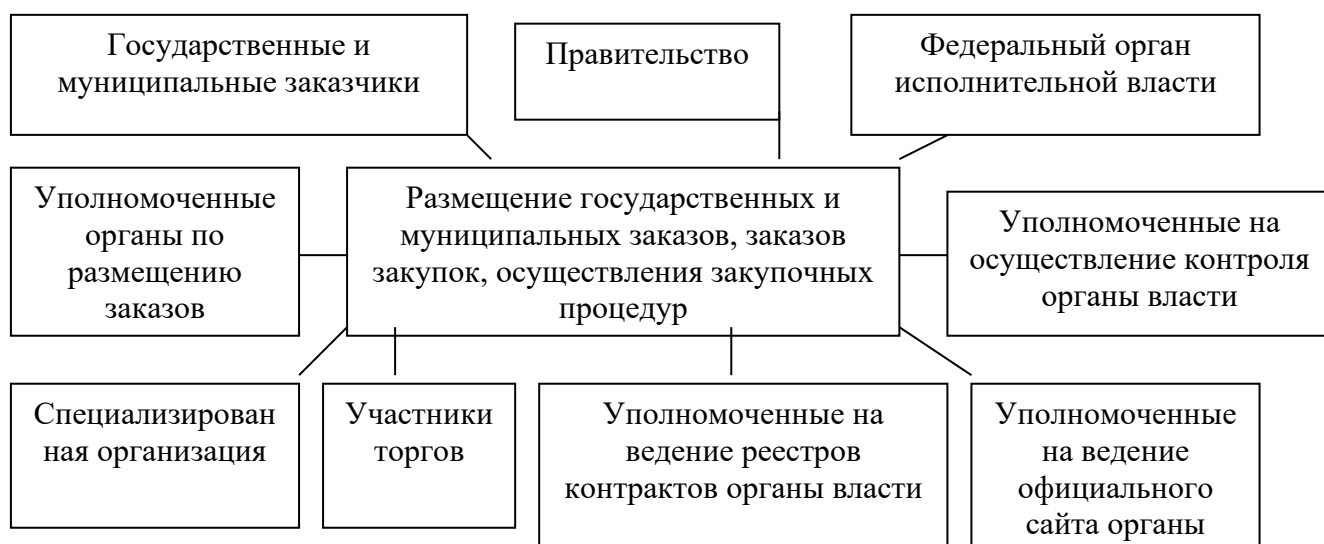 Государственные и
муниципальные заказчики
Правительство
Федеральный орган
исполнительной власти
Уполномоченные
органы по
размещению
заказов
Размещение государственных и
муниципальных заказов, заказов
закупок, осуществления закупочных
процедур
Уполномоченные на
осуществление контроля
органы власти
Специализирован
ная организация
Участники
торгов
Уполномоченные на
ведение реестров
контрактов органы власти
Уполномоченные
на ведение
официального
сайта органы